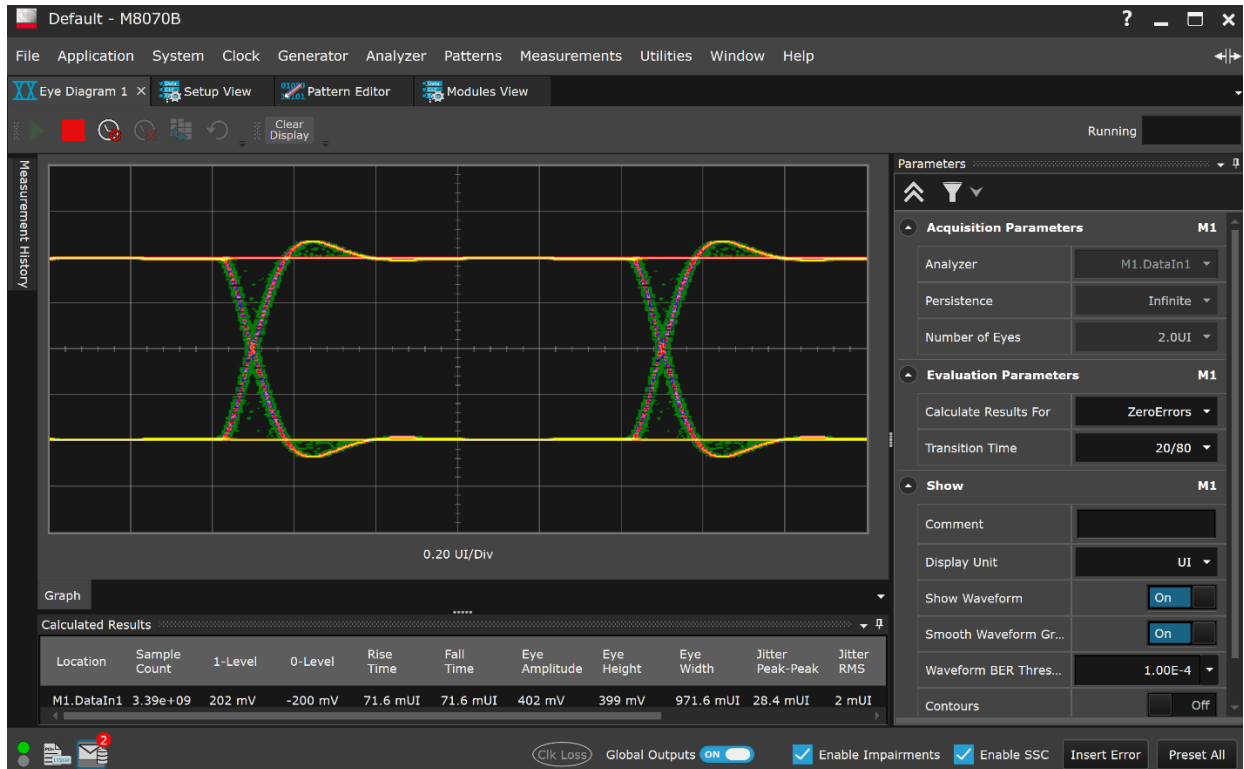 Default - M8070B
?
File Application System Clock Generator Analyzer Patterns Measurements Utilities Window Help
Eye Diagram 1
Setup View
Pattern Editor
Modules View
Clear
Display
Running
Measurement History
0.20 UI/Div
Graph
Calculated Results
Location Sample Count 1-Level 0-Level Rise Time Fall Time Eye Amplitude Eye Height Eye Width Jitter Peak-Peak Jitter RMS
M1.DataIn1 3.39e+09 202 mV -200 mV 71.6 mUI 71.6 mUI 402 mV 399 mV 971.6 mUI 28.4 mUI 2 mUI
Parameters
Acquisition Parameters M1
Analyzer M1.DataIn1
Persistence Infinite
Number of Eyes 2.0UI
Evaluation Parameters M1
Calculate Results For ZeroErrors
Transition Time 20/80
Show M1
Comment
Display Unit UI
Show Waveform On
Smooth Waveform Gr... On
Waveform BER Thres... 1.00E-4
Contours Off
2
Clk Loss Global Outputs ON Enable Impairments Enable SSC Insert Error Preset All